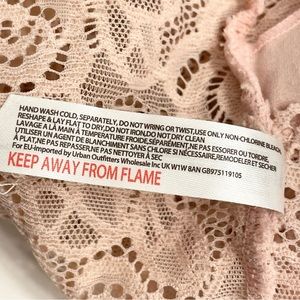 HAND WASH COLD, SEPARATELY, DO NOT WRING OR TWIST,USE ONLY NON-CHLORINE BLEACH,
RESHAPE & LAY FLAT TO DRY,DO NOT IRON.DO NOT DRY CLEAN
LAVAGE A LÀ MAIN À TEMPERATURE FROIDE,SEPARÉMENT,NE PAS ESSORER OU TORDRE.
UTILISER UN AGENT DE BLANCHIMENT SANS CHLORE SI NÉCESSAIRE,REMODELER ET SECHER
À PLAT,NE PAS REPASSER,NE PAS NETTOYER À SEC
For EU-Imported by Urban Outfitters Wholesale Inc UK W1W 8AN GB975119105
KEEP AWAY FROM FLAME